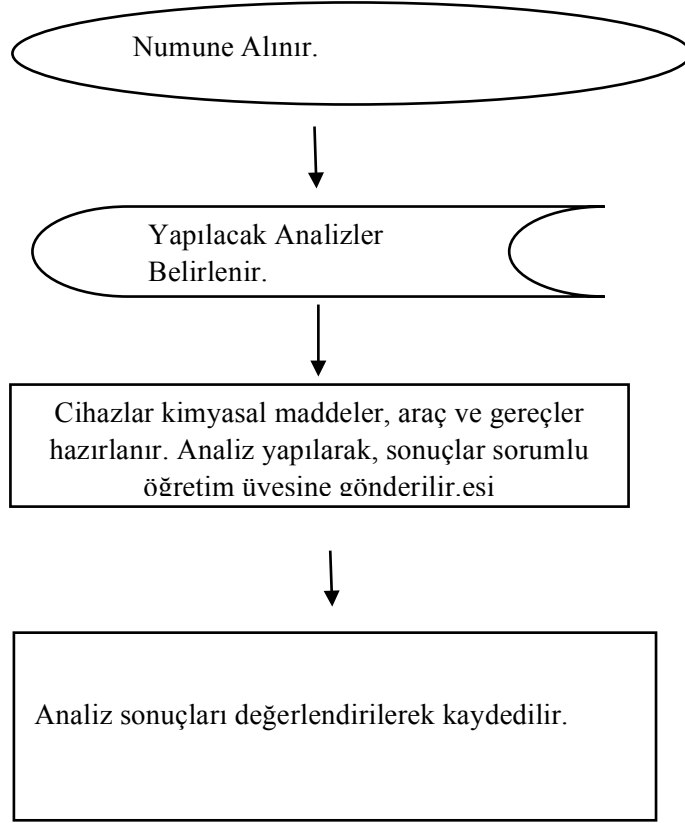 Numune Alınır.
Yapılacak Analizler
Belirlenir.
Cihazlar kimyasal maddeler, araç ve gereçler
hazırlanır. Analiz yapılarak, sonuçlar sorumlu
öğretim üyesine gönderilir.esi
Analiz sonuçları değerlendirilerek kaydedilir.